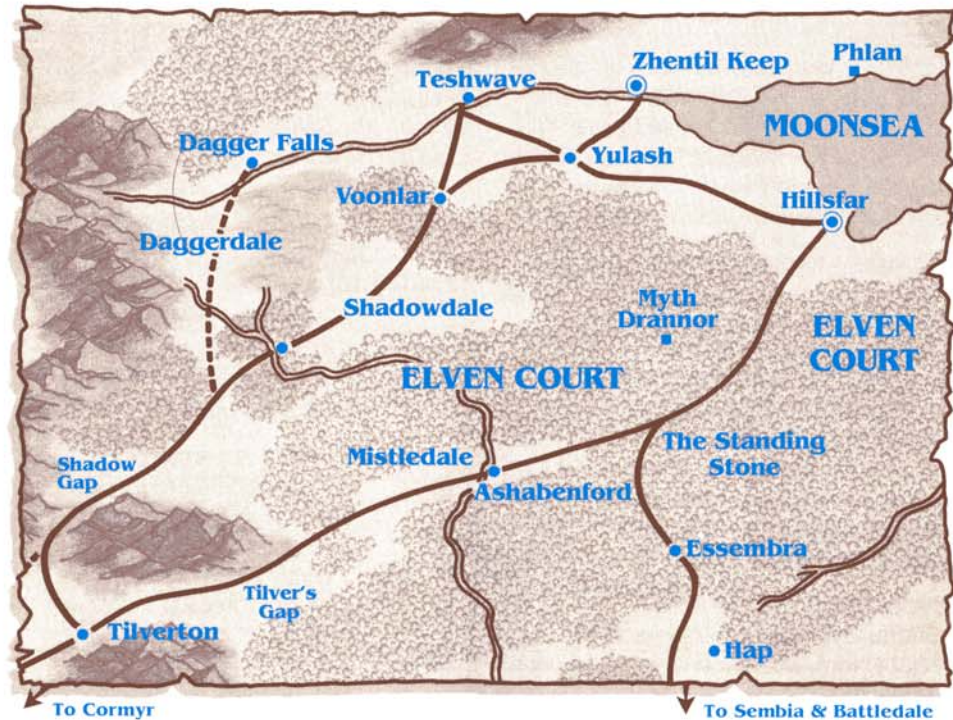 Zhentil Keep
Phlan
Teshwave
MOONSEA
Dagger Falls
Yulash
Voonlar
Hillsfar
Daggerdale
Myth
Drannor
Shadowdale
ELVEN
COURT
ELVEN COURT
The Standing
Stone
Mistledale
Shadow
Gap
Ashabenford
Essembra
Tilver's
Gap
Tilverton
Hap
To Cormyr
To Sembia & Battledale